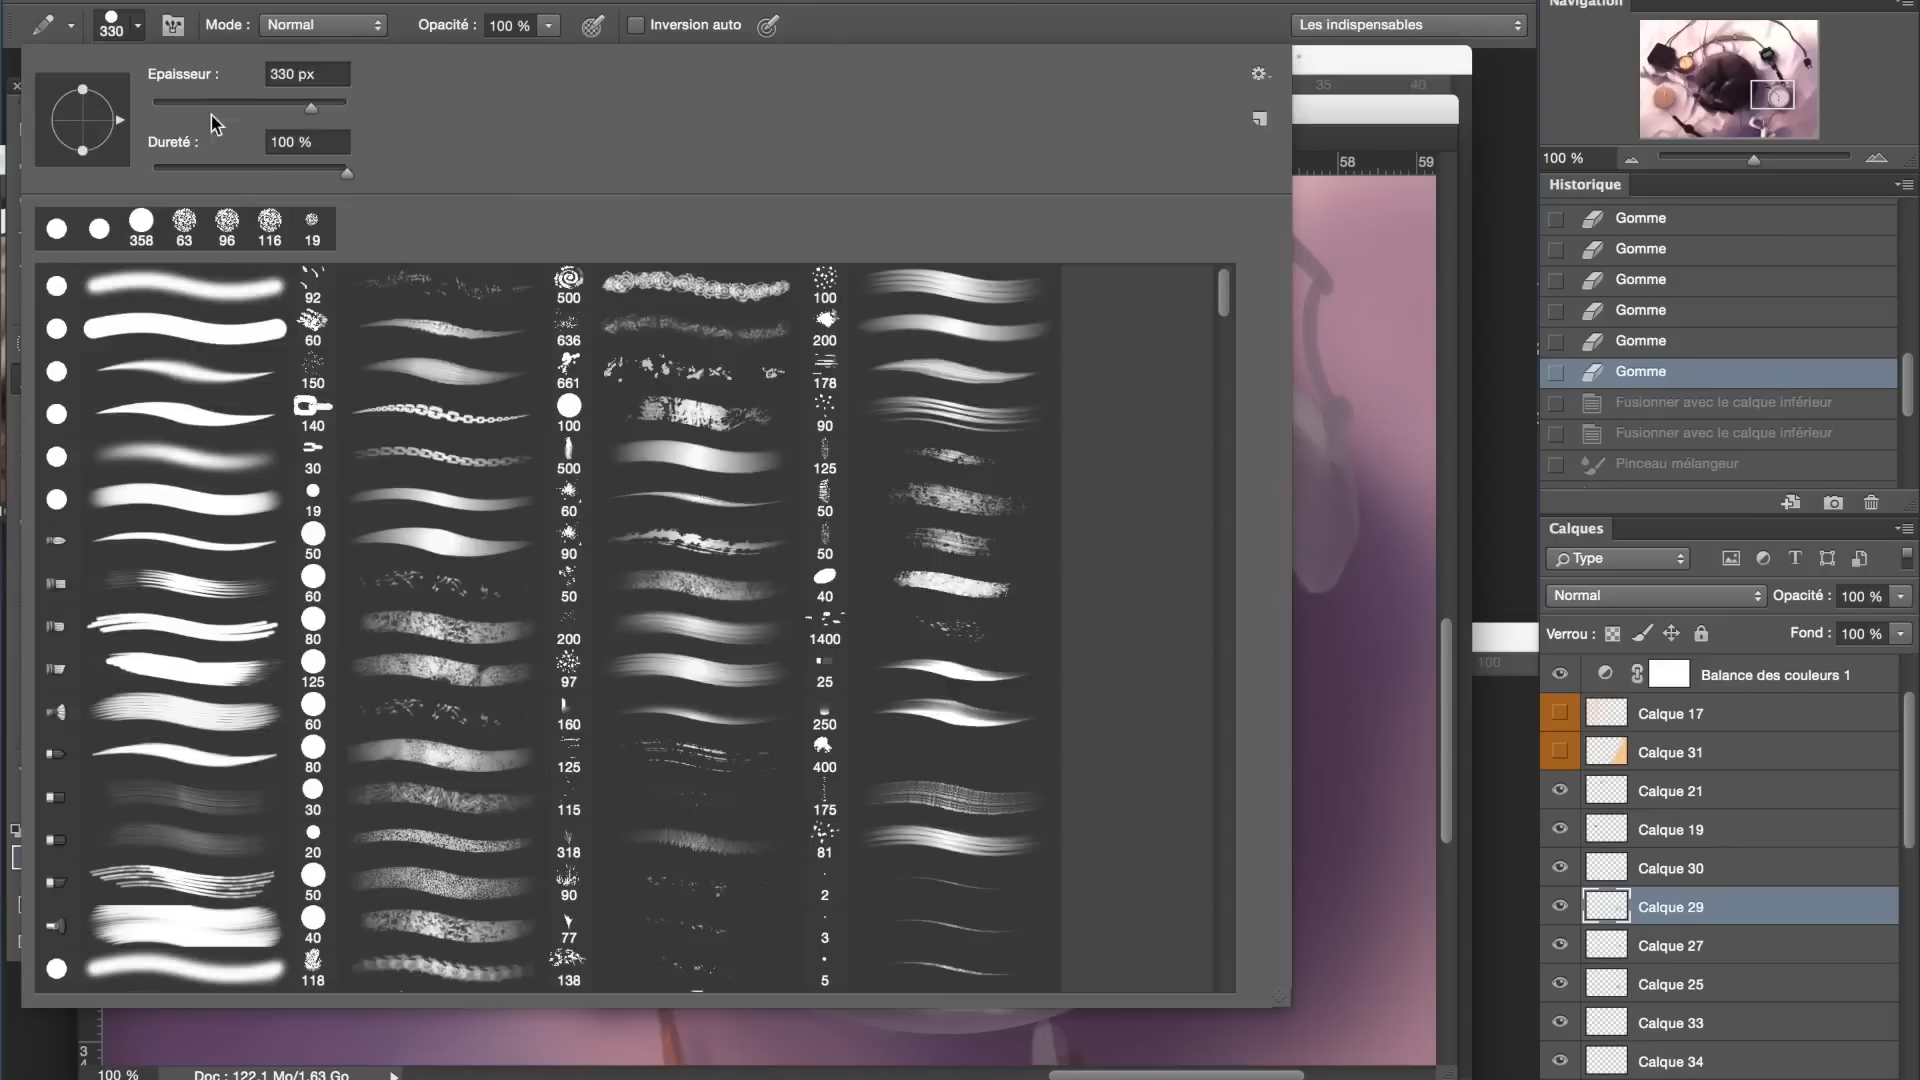 Navigation
330
Mode :
Normal
Opacité :
100 %
Inversion auto
Les indispensables
Epaisseur :
330 px
Dureté :
100 %
35
40
58
59
100 %
Historique
Gomme
Gomme
Gomme
Gomme
Gomme
Gomme
Fusionner avec le calque inférieur
Fusionner avec le calque inférieur
Pinceau mélangeur
358
63
96
116
19
92
500
100
60
636
200
150
661
178
140
100
90
30
500
125
19
60
50
50
90
50
60
50
40
80
200
1400
125
97
25
60
160
250
80
125
400
30
115
175
20
318
81
50
90
2
40
77
3
118
138
5
Calques
Type
Normal
Opacité :
100 %
Verrou :
Fond :
100 %
100
Balance des couleurs 1
Calque 17
Calque 31
Calque 21
Calque 19
Calque 30
Calque 29
Calque 27
Calque 25
Calque 33
Calque 34
3
100 %
Doc : 122,1 Mo/1,63 Go